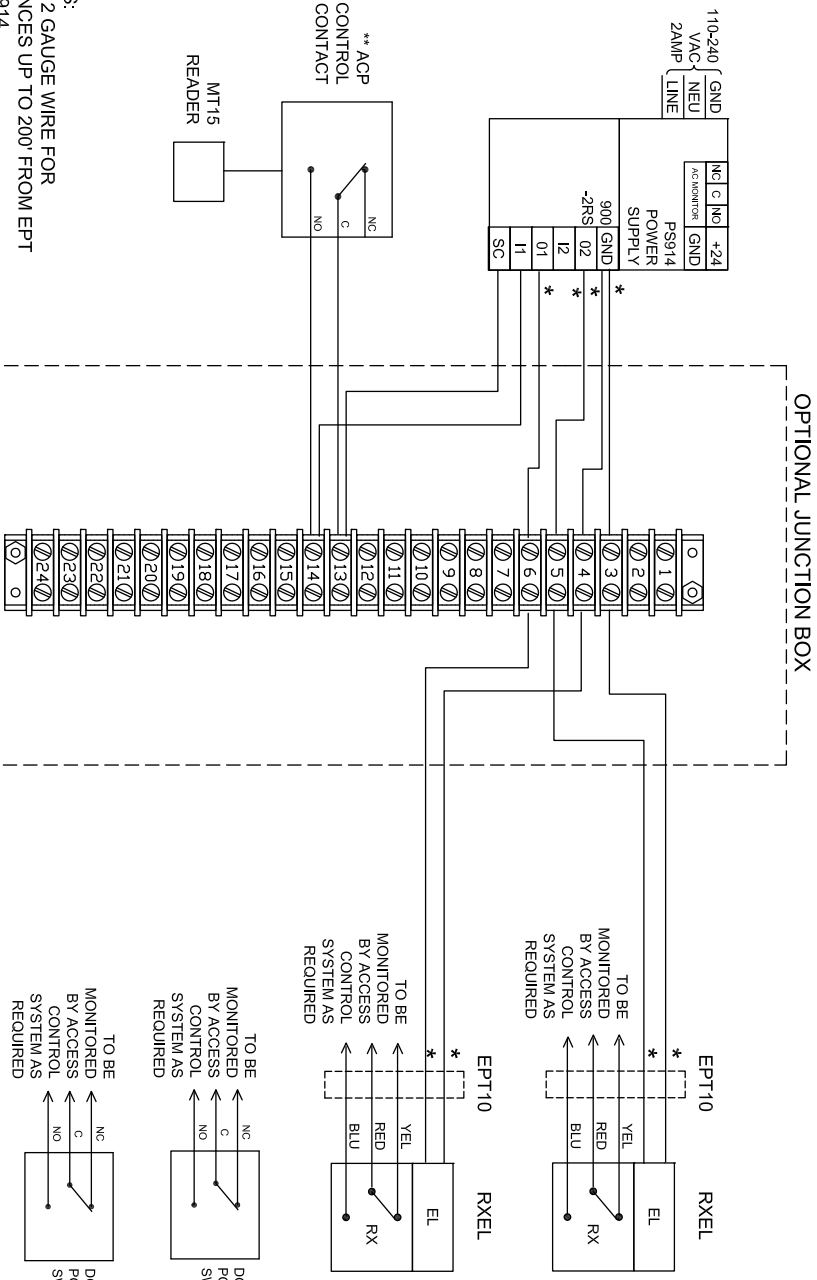 OPTIONAL JUNCTION BOX
110-240
VAC
2AMP
GND
NEU
LINE
NC C NO +24
AC MONITOR GND
PS914
POWER
SUPPLY
900
-2RS
GND
02
I2
01
I1
SC
*
*
*
*
** ACP
CONTROL
CONTACT
NC
C
NO
MT15
READER
1
2
3
4
5
6
7
8
9
10
11
12
13
14
15
16
17
18
19
20
21
22
23
24
EPT10
RXEL
*
*
EL
TO BE
MONITORED
BY ACCESS
CONTROL
SYSTEM AS
REQUIRED
YEL
RED
BLU
RX
EPT10
RXEL
*
*
EL
TO BE
MONITORED
BY ACCESS
CONTROL
SYSTEM AS
REQUIRED
YEL
RED
BLU
RX
TO BE
MONITORED
BY ACCESS
CONTROL
SYSTEM AS
REQUIRED
NC
C
NO
TO BE
MONITORED
BY ACCESS
CONTROL
SYSTEM AS
REQUIRED
NC
C
NO
2 GAUGE WIRE FOR
NCES UP TO 200' FROM EPT
914